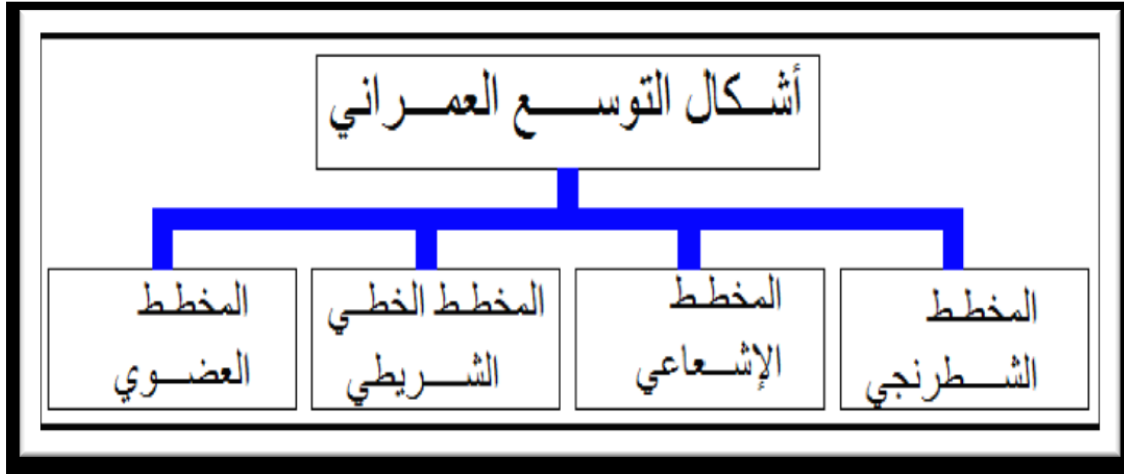 أشكال التوسع العمراني
المخطط
الشطرنجي
المخطط
الإشعاعي
المخطط الخطي
الشريطي
المخطط
العضوي